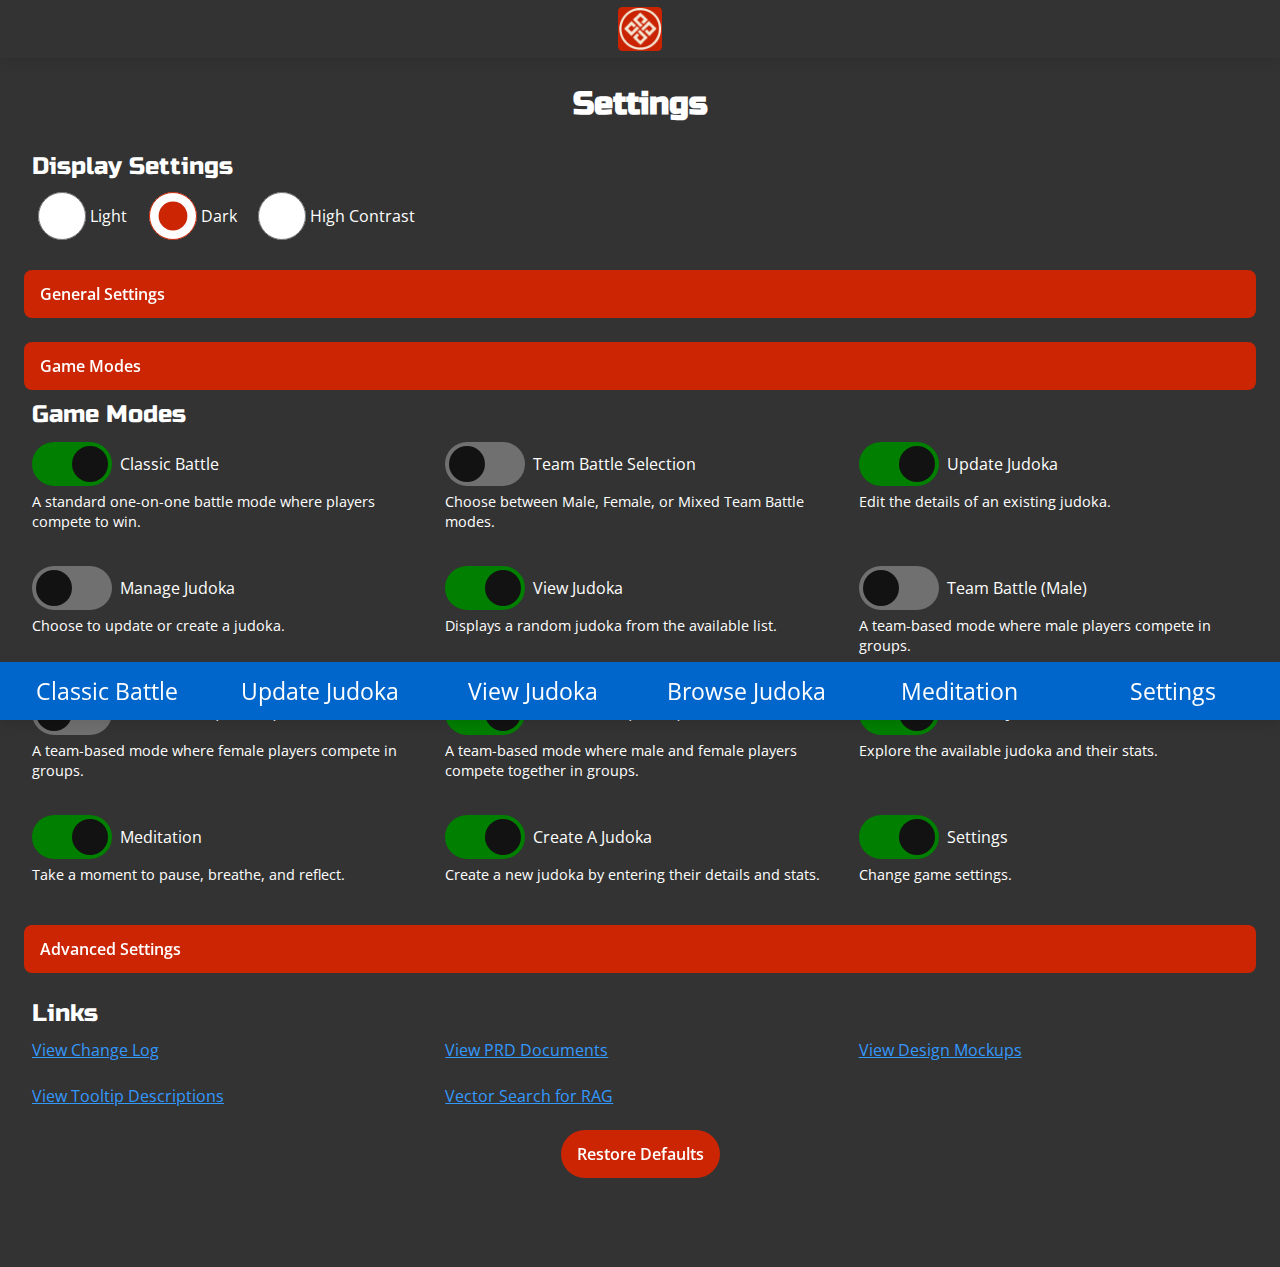 Settings
Display Settings
Light
Dark
High Contrast
General Settings
Game Modes
Game Modes
Classic Battle
Team Battle Selection
Update Judoka
A standard one-on-one battle mode where players
compete to win.
Choose between Male, Female, or Mixed Team Battle
modes.
Edit the details of an existing judoka.
Manage Judoka
View Judoka
Team Battle (Male)
Choose to update or create a judoka.
Displays a random judoka from the available list.
A team-based mode where male players compete in
groups.
Classic Battle
Update Judoka
View Judoka
Browse Judoka
Meditation
Settings
A team-based mode where female players compete in
groups.
A team-based mode where male and female players
compete together in groups.
Explore the available judoka and their stats.
Meditation
Create A Judoka
Settings
Take a moment to pause, breathe, and reflect.
Create a new judoka by entering their details and stats.
Change game settings.
Advanced Settings
Links
View Change Log
View PRD Documents
View Design Mockups
View Tooltip Descriptions
Vector Search for RAG
Restore Defaults